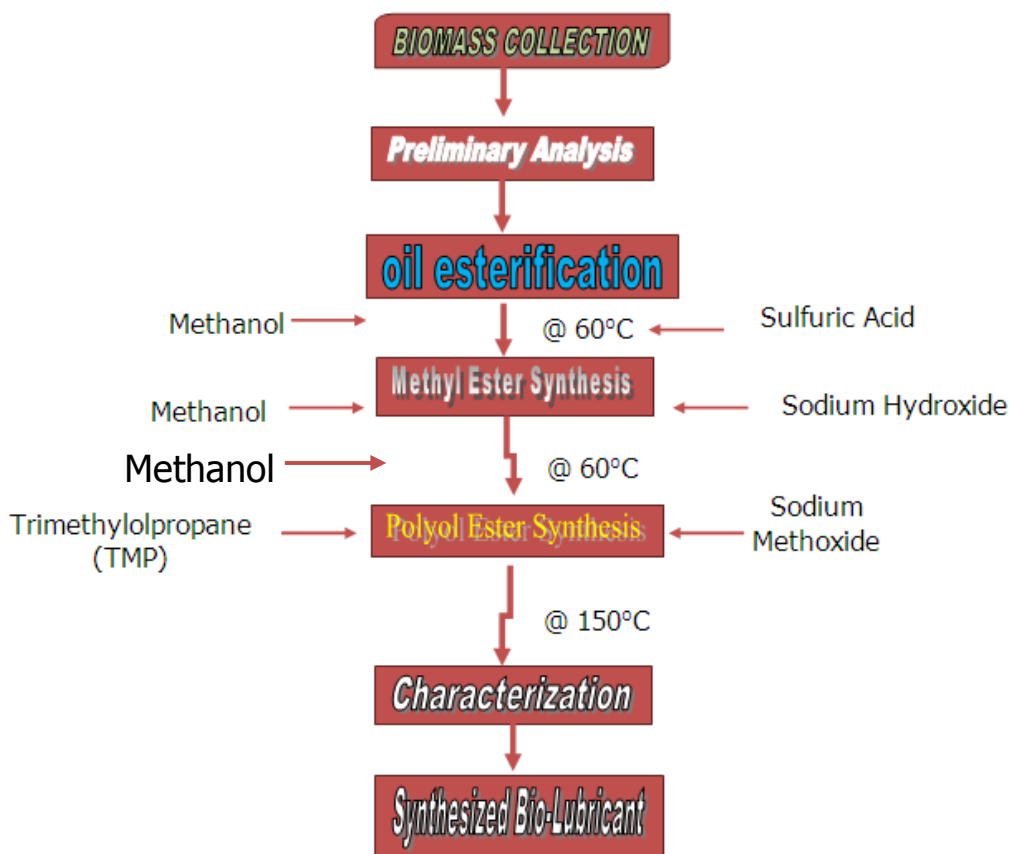 BIOMASS COLLECTION
Preliminary Analysis
oil esterification
Methanol
@ 60°C
Sulfuric Acid
Methyl Ester Synthesis
Methanol
Sodium Hydroxide
Methanol
@ 60°C
Trimethylolpropane
(TMP)
Polyol Ester Synthesis
Sodium
Methoxide
@ 150°C
Characterization
Synthesized Bio-Lubricant